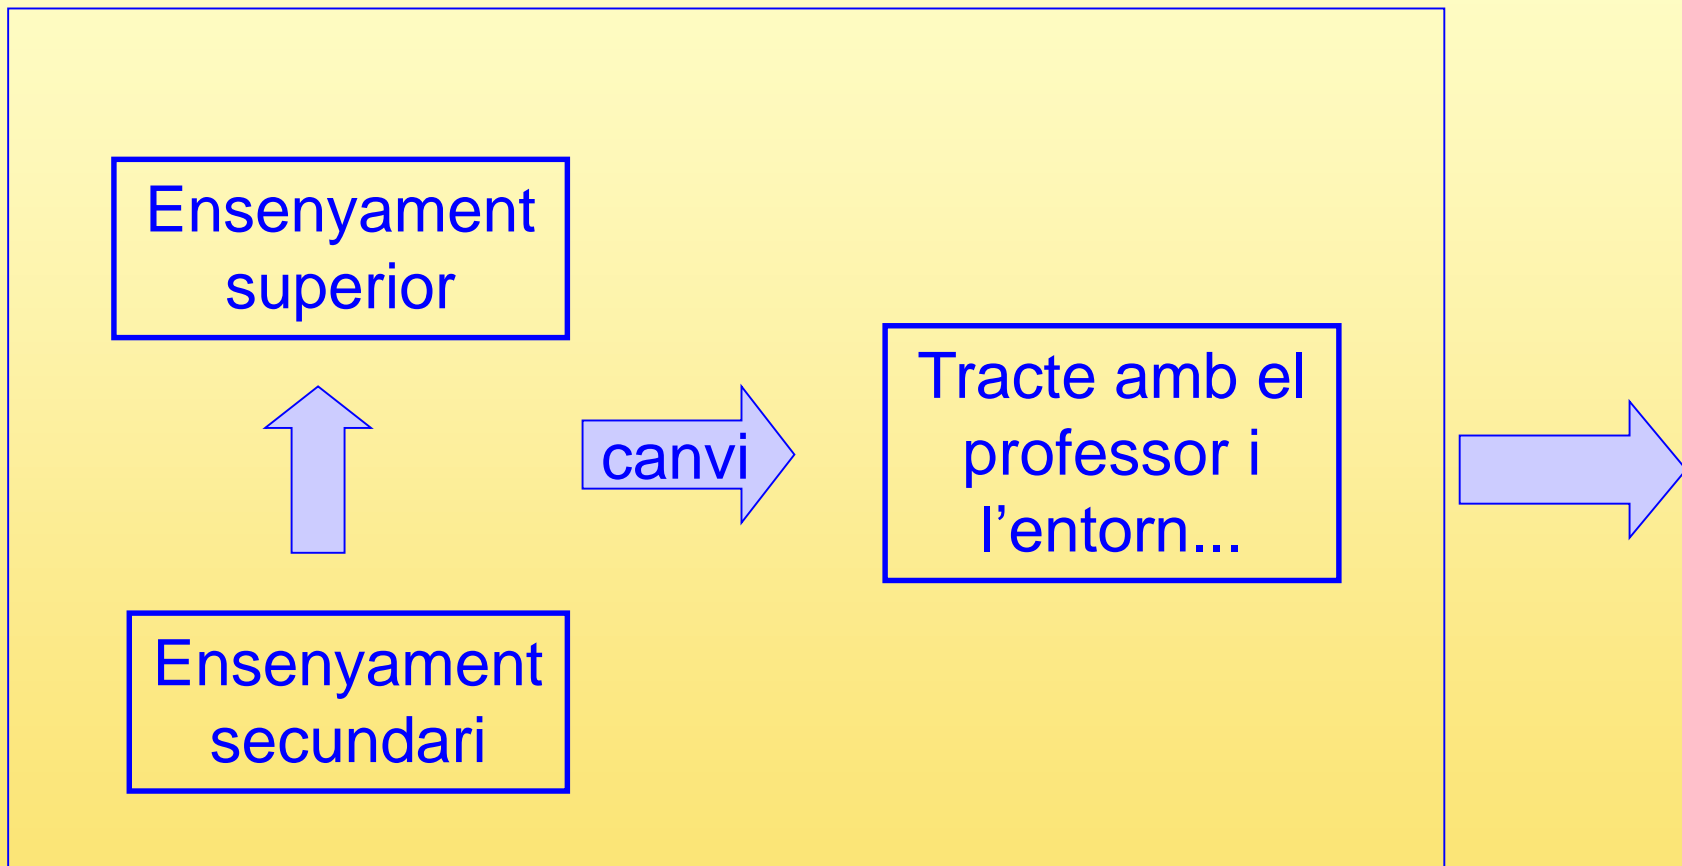 Ensenyament
superior
canvi
Tracte amb el
professor i
l’entorn...
Ensenyament
secundari